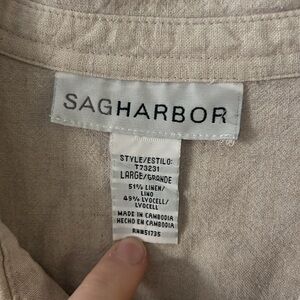 SAGHARBOR
STYLE/ESTILO:
T73231
LARGE/GRANDE
51% LINEN/
LINO
49% LYOCELL/
LYOCELL
MADE IN CAMBODIA
HECHO EN CAMBODIA
RN#51735